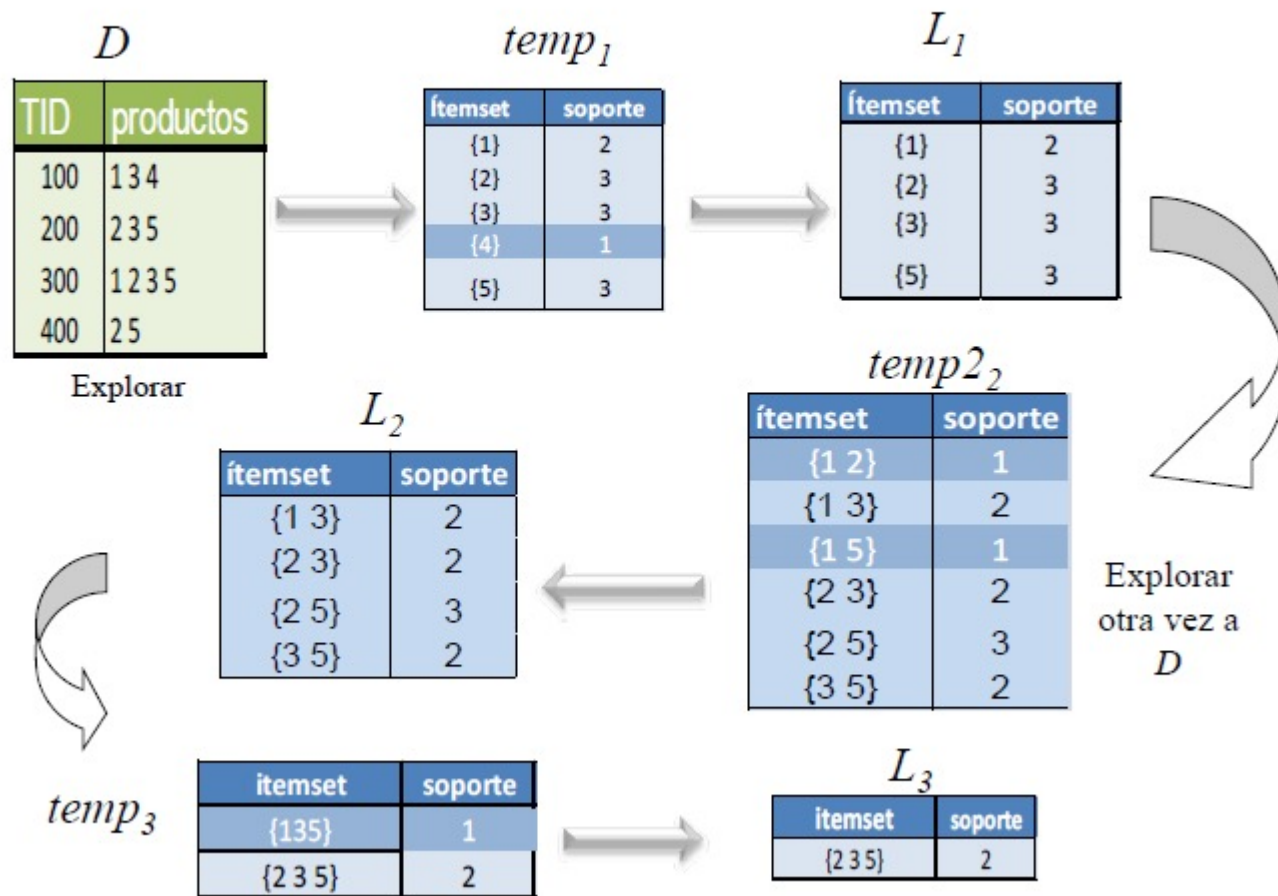 D
TID productos
100 1 3 4
200 2 3 5
300 1 2 3 5
400 2 5
Explorar
temp1
Ítemset soporte
{1} 2
{2} 3
{3} 3
{4} 1
{5} 3
L1
Ítemset soporte
{1} 2
{2} 3
{3} 3
{5} 3
temp22
ítemset soporte
{1 2} 1
{1 3} 2
{1 5} 1
{2 3} 2
{2 5} 3
{3 5} 2
Explorar
otra vez a
D
L2
ítemset soporte
{1 3} 2
{2 3} 2
{2 5} 3
{3 5} 2
temp3
itemset soporte
{135} 1
{2 3 5} 2
L3
itemset soporte
{2 3 5} 2